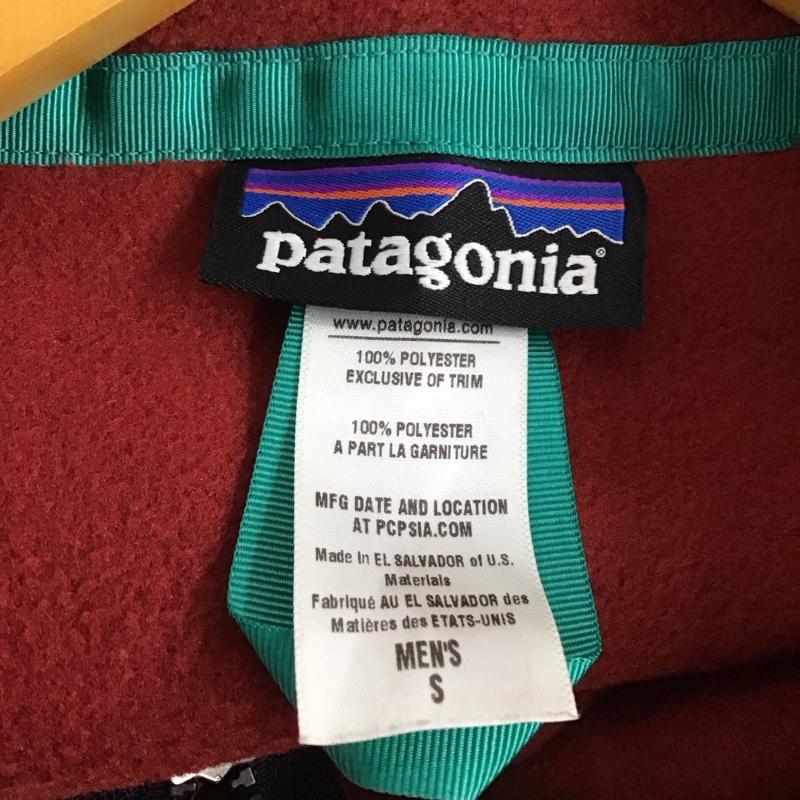 patagonia®
www.patagonia.com
100% POLYESTER
EXCLUSIVE OF TRIM
100% POLYESTER
A PART LA GARNITURE
MFG DATE AND LOCATION
AT PCPSIA.COM
Made in EL SALVADOR of U.S.
Materials
Fabriqué AU EL SALVADOR des
Matières des ETATS-UNIS
MEN'S
S